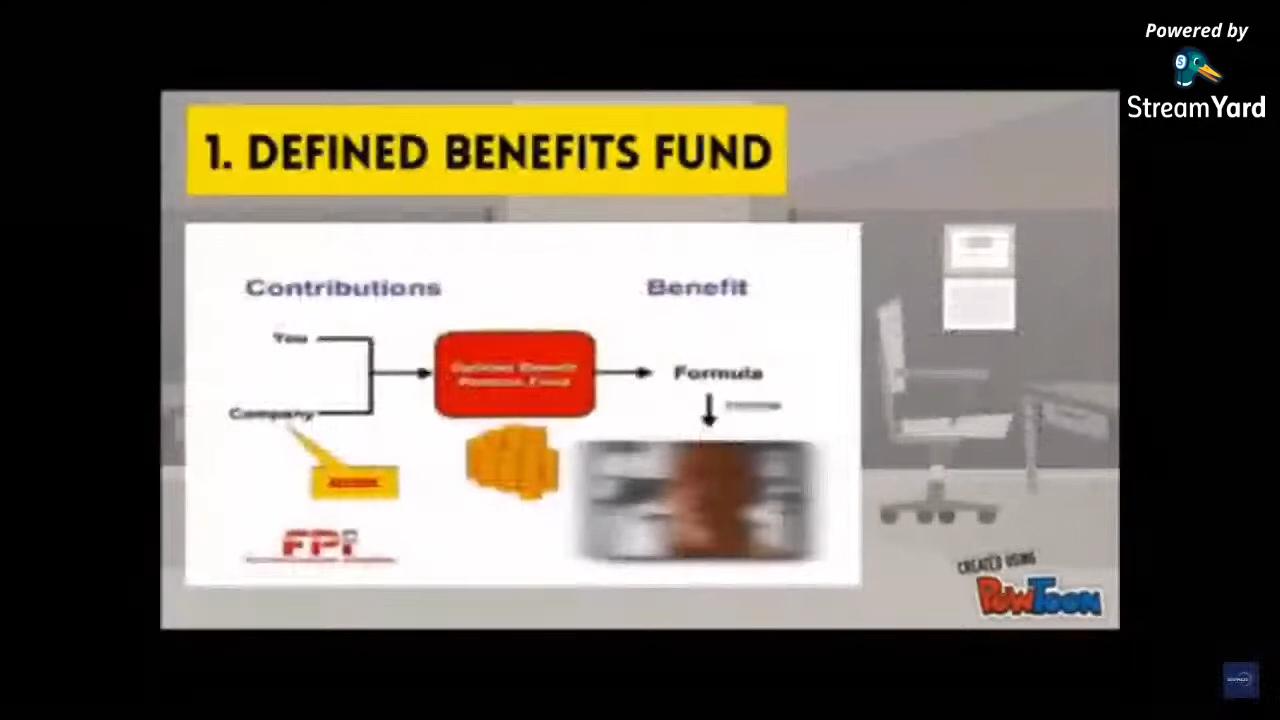 Powered by
StreamYard
1. DEFINED BENEFITS FUND
Contributions
Benefit
You
Company
Formula
FPI
CREATED USING
POWTOON